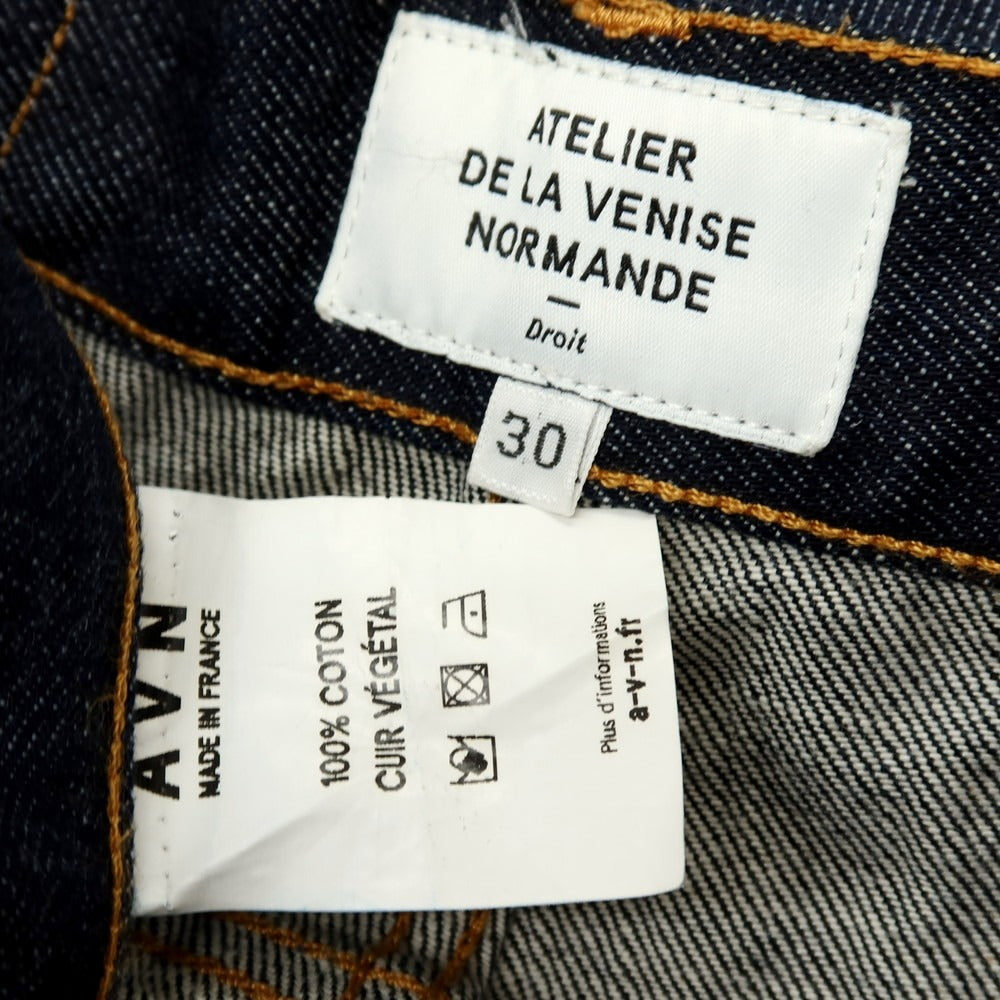 ATELIER
DE LA VENISE
NORMANDE
—
Droit
30
AVN
MADE IN FRANCE
100% COTON
CUIR VÉGÉTAL
Plus d'informations
a-v-n.fr